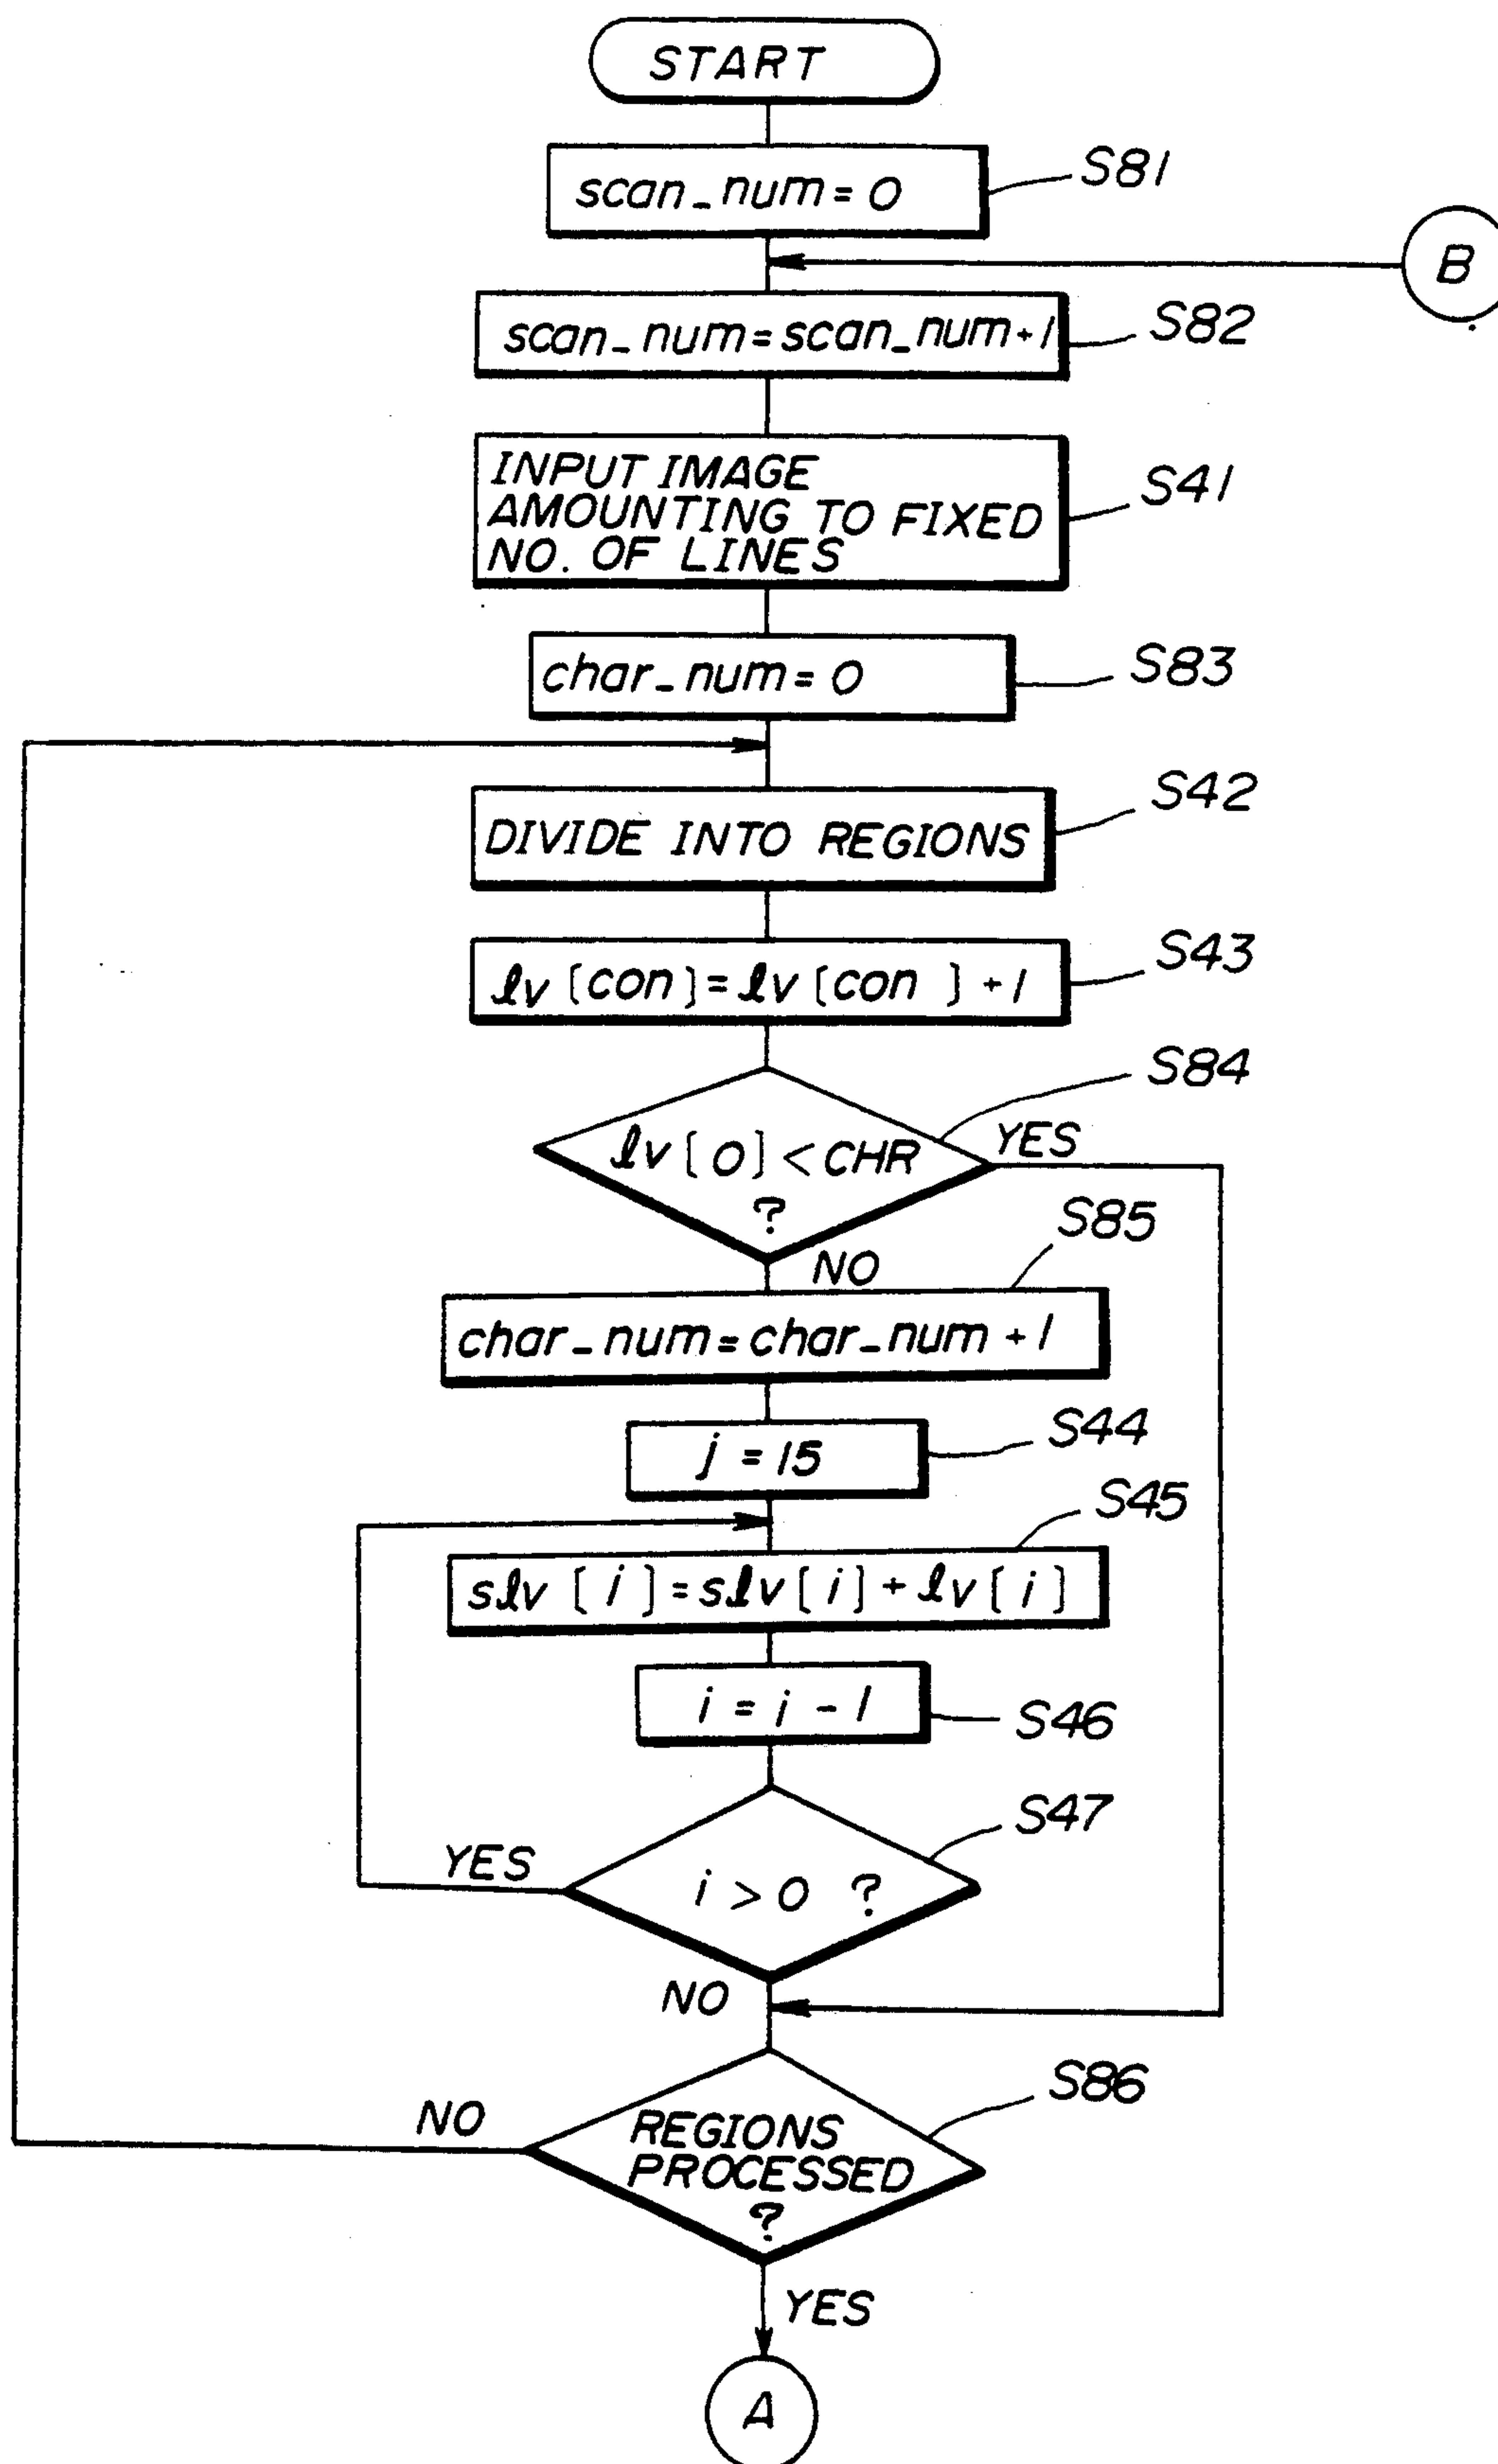 START
scan_num=0
S81
B
scan_num=scan_num+1
S82
INPUT IMAGE
AMOUNTING TO FIXED
NO. OF LINES
S41
char_num=0
S83
DIVIDE INTO REGIONS
S42
lv[con]=lv[con ]+1
S43
S84
lv[0]<CHR
?
YES
NO
S85
char_num=char_num+1
j=15
S44
S45
slv[i]=slv[i]+lv[i]
i=i-1
S46
S47
i>0 ?
YES
NO
S86
REGIONS
PROCESSED
?
NO
YES
A